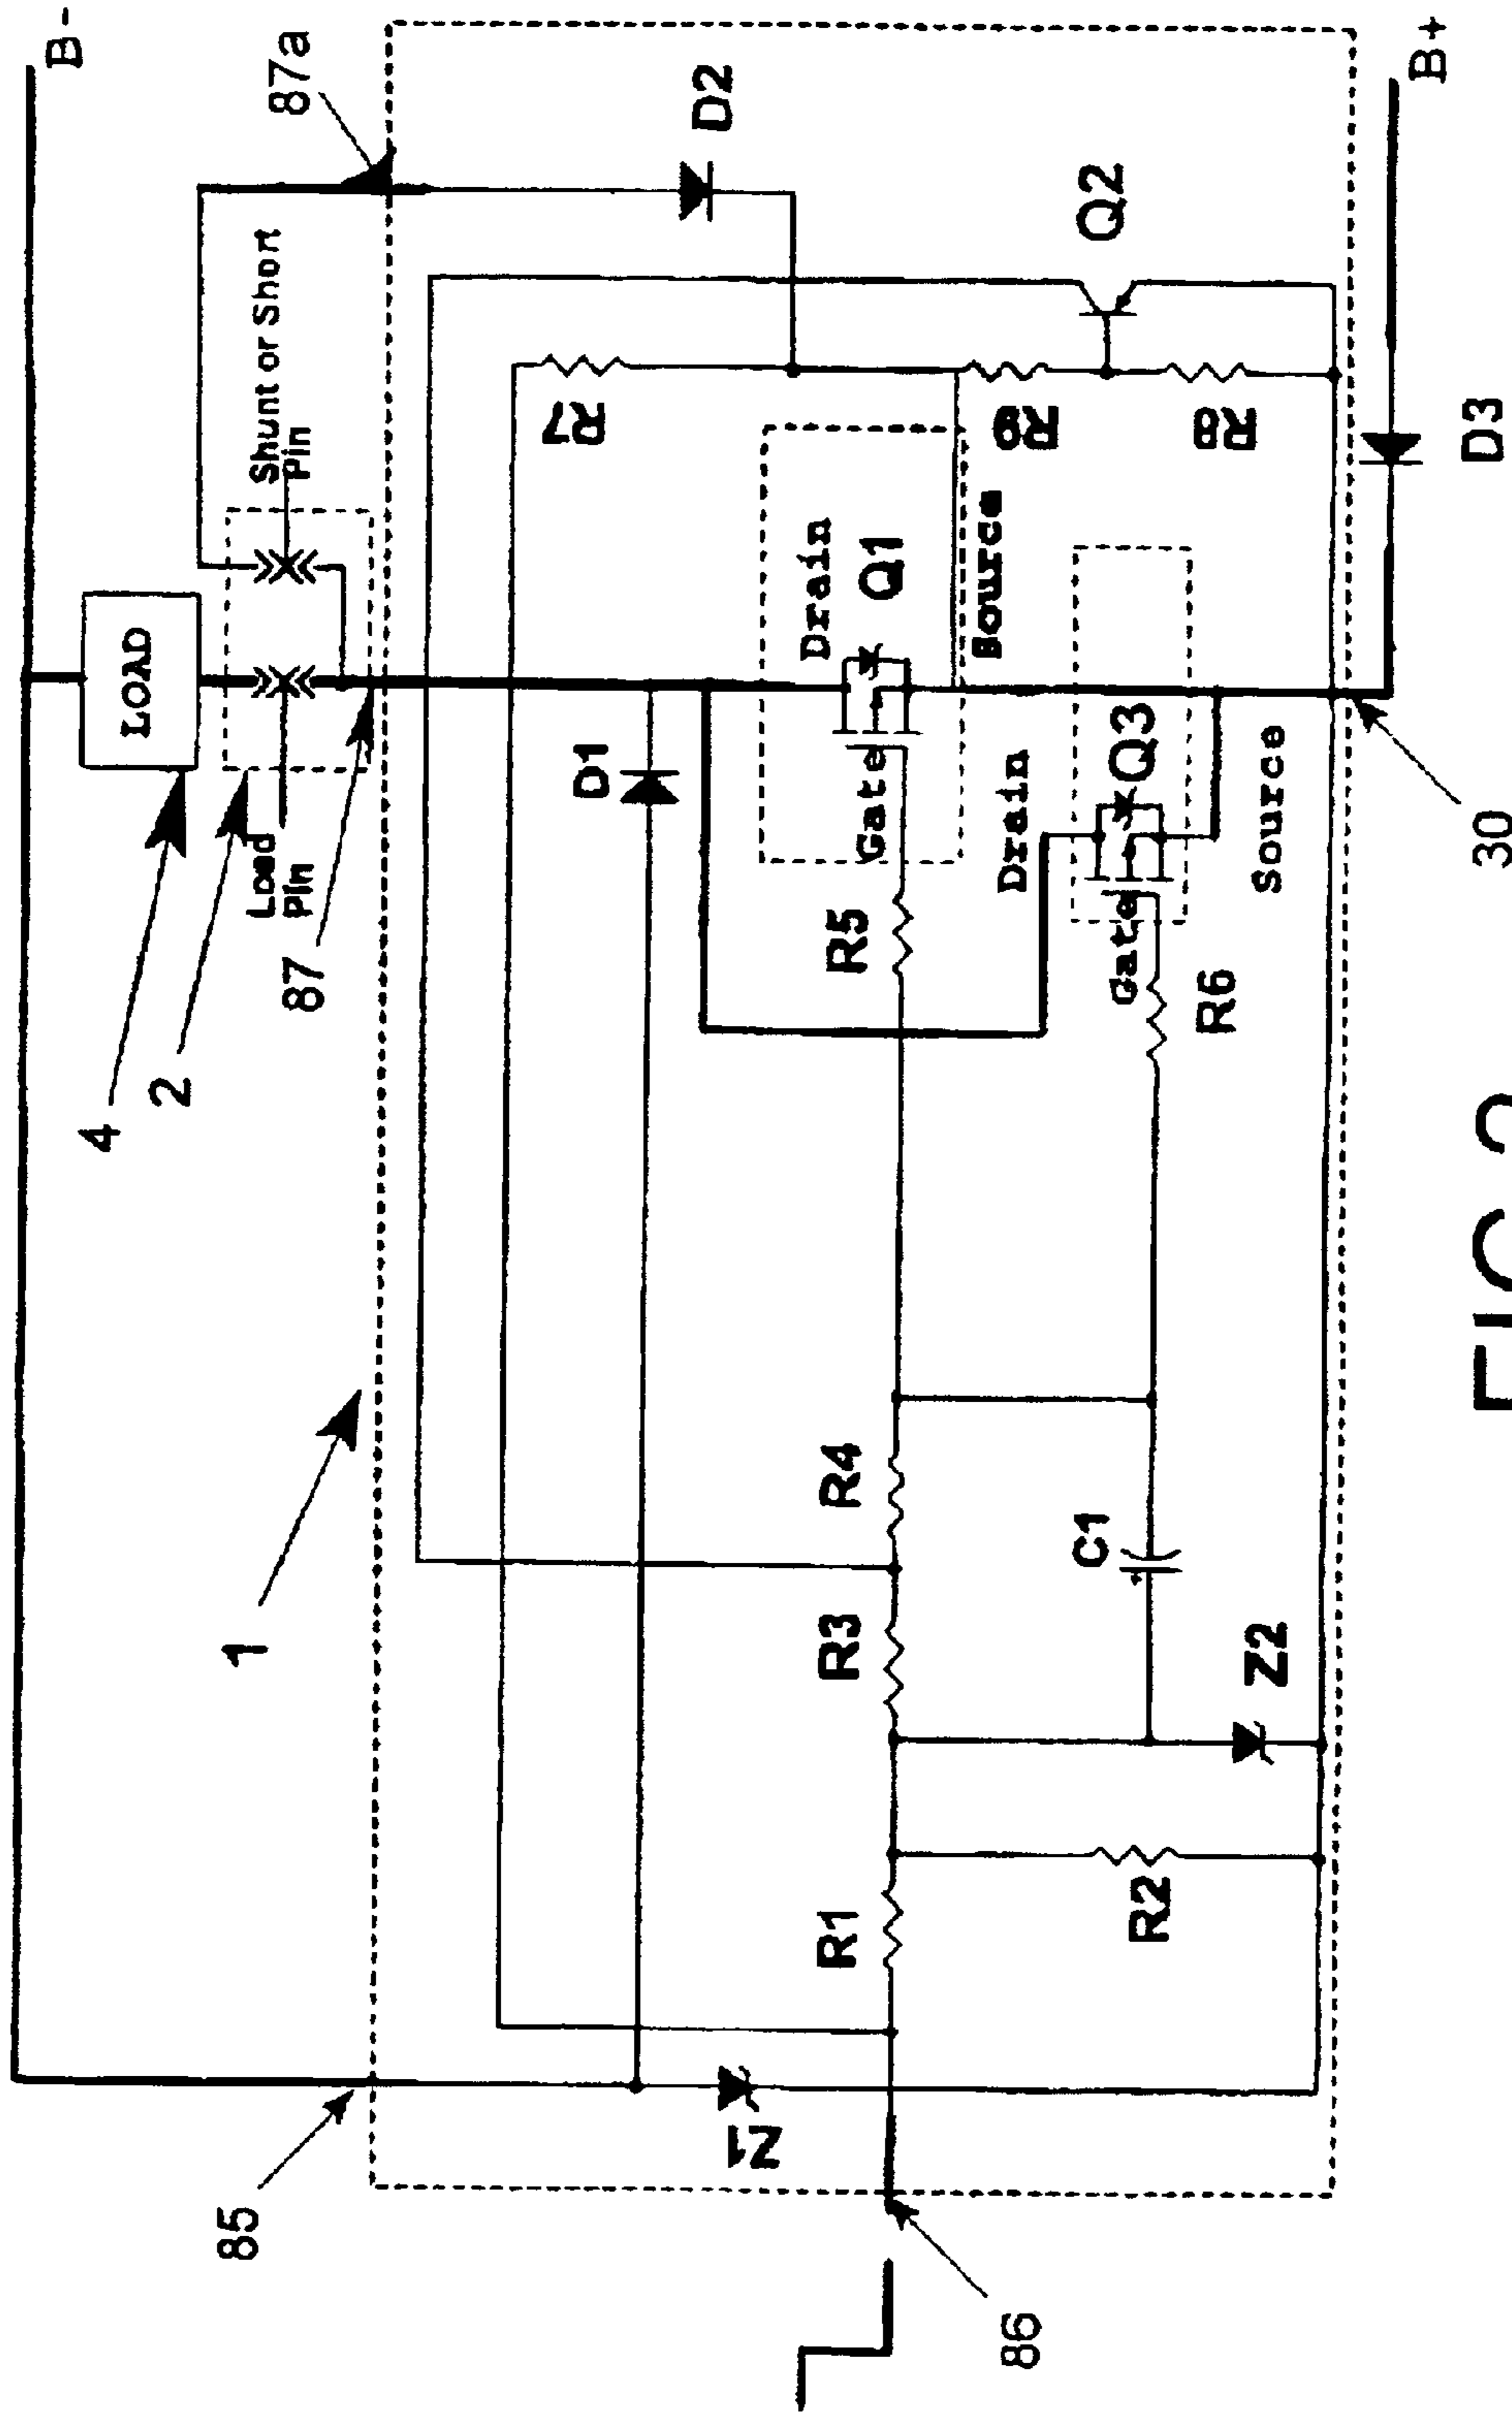 B-
87a
D2
Q2
B+
Shunt or Short
Pin
R7
R9
R8
D3
LOAD
Drain
Q1
Source
D1
Gate
Q3
Drain
Source
Load
Pin
30
4
2
87
R5
Gate
R6
1
R4
C1
R3
Z2
R1
R2
85
Z1
86